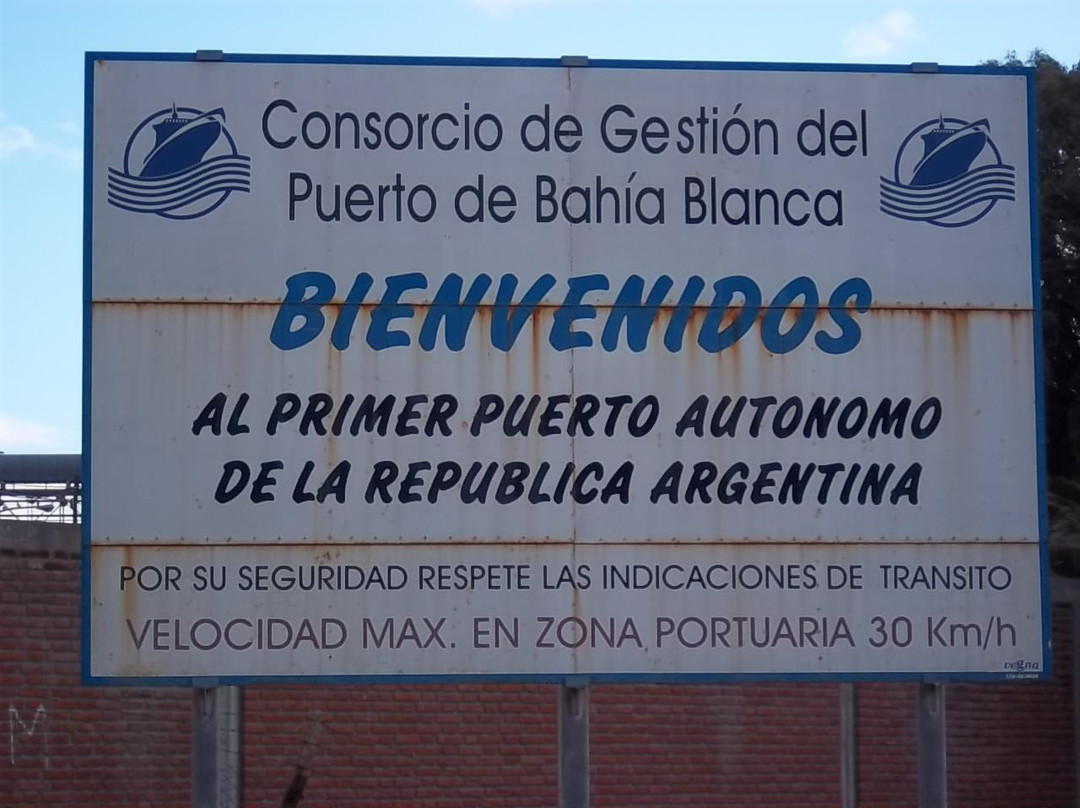 Consorcio de Gestión del
Puerto de Bahía Blanca
BIENVENIDOS
AL PRIMER PUERTO AUTONOMO
DE LA REPUBLICA ARGENTINA
POR SU SEGURIDAD RESPETE LAS INDICACIONES DE TRANSITO
VELOCIDAD MAX. EN ZONA PORTUARIA 30 Km/h
M